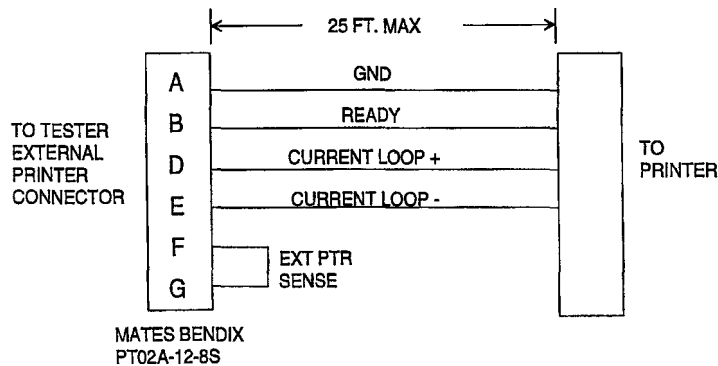 25 FT. MAX
A
GND
B
READY
D
CURRENT LOOP +
E
CURRENT LOOP -
F
G
EXT PTR
SENSE
TO TESTER
EXTERNAL
PRINTER
CONNECTOR
TO
PRINTER
MATES BENDIX
PT02A-12-8S